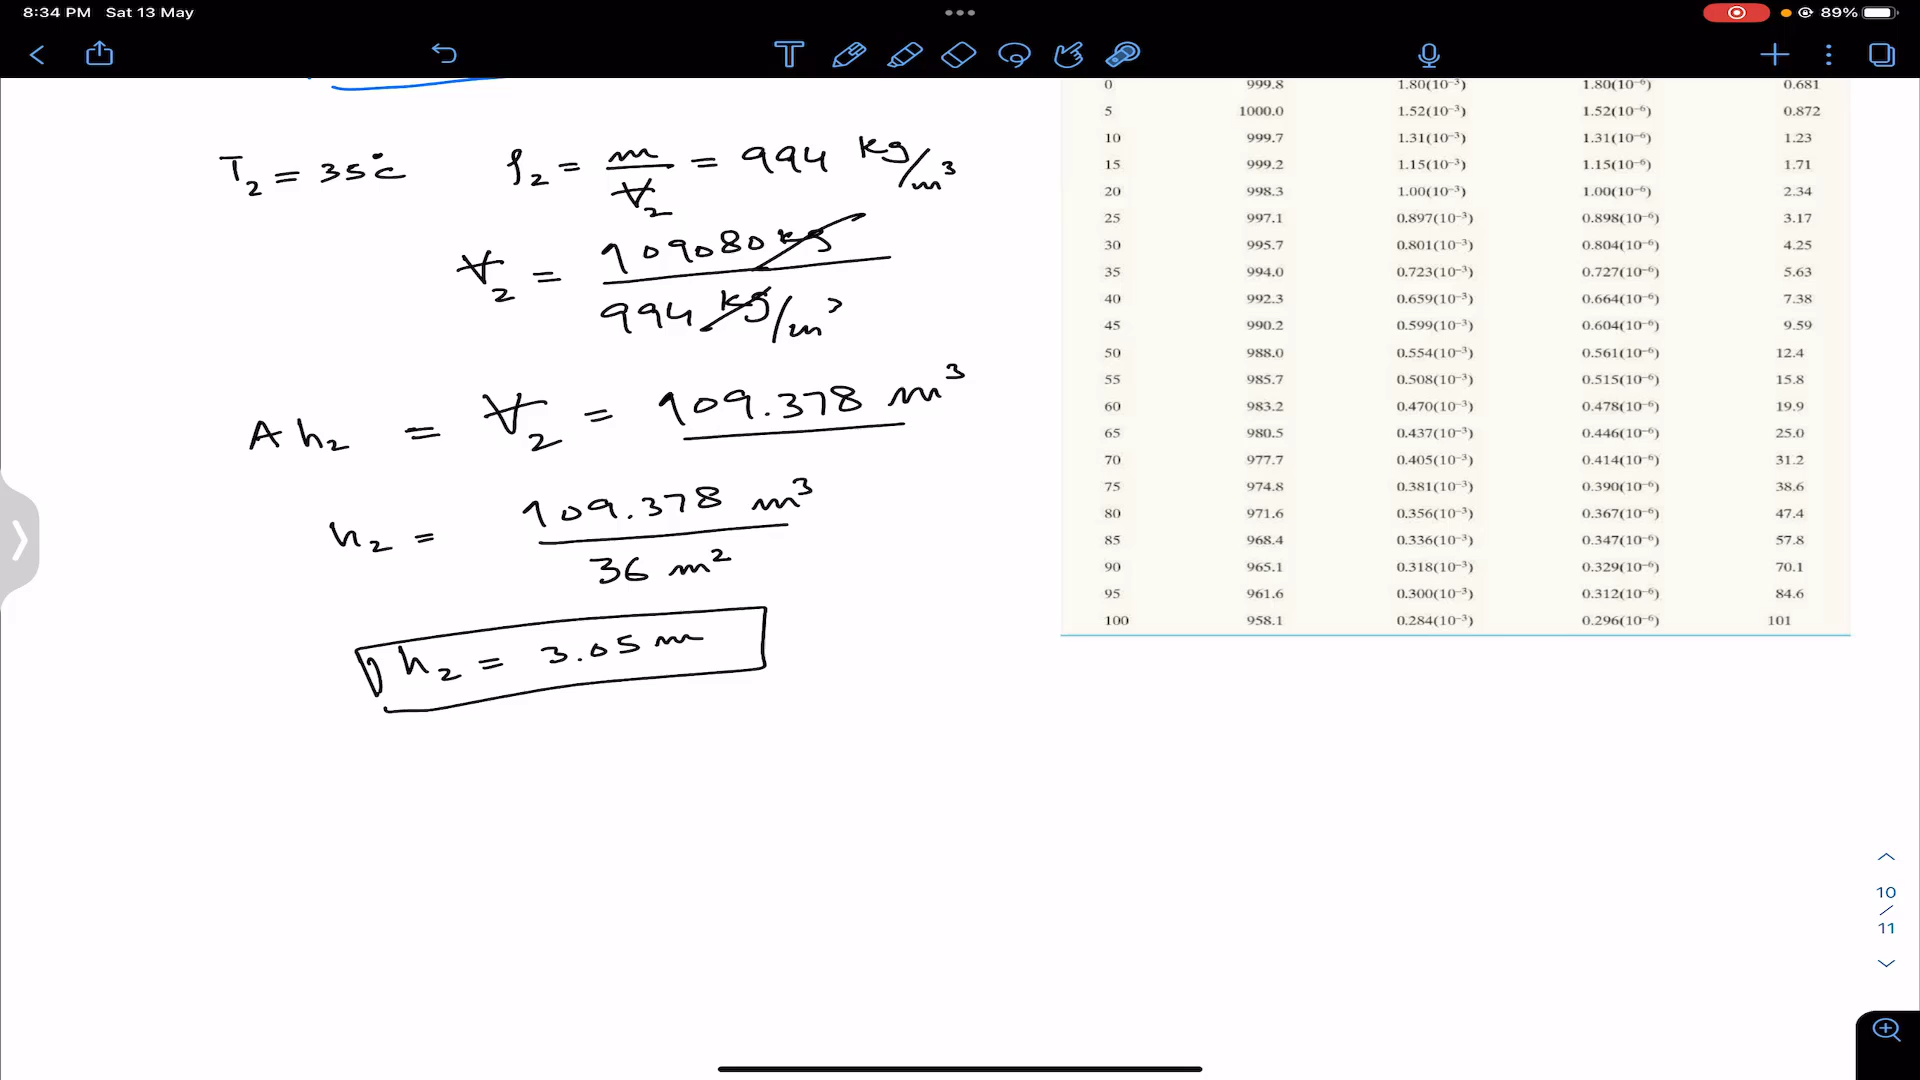 8:34 PM Sat 13 May
89%
T₂ = 35°C ρ₂ = m/V₂ = 994 kg/m³
V₂ = 109080 kg / 994 kg/m³
A h₂ = V₂ = 109.378 m³
h₂ = 109.378 m³ / 36 m²
h₂ = 3.05 m
0 999.8 1.80(10⁻³) 1.80(10⁻⁶) 0.681
5 1000.0 1.52(10⁻³) 1.52(10⁻⁶) 0.872
10 999.7 1.31(10⁻³) 1.31(10⁻⁶) 1.23
15 999.2 1.15(10⁻³) 1.15(10⁻⁶) 1.71
20 998.3 1.00(10⁻³) 1.00(10⁻⁶) 2.34
25 997.1 0.897(10⁻³) 0.898(10⁻⁶) 3.17
30 995.7 0.801(10⁻³) 0.804(10⁻⁶) 4.25
35 994.0 0.723(10⁻³) 0.727(10⁻⁶) 5.63
40 992.3 0.659(10⁻³) 0.664(10⁻⁶) 7.38
45 990.2 0.599(10⁻³) 0.604(10⁻⁶) 9.59
50 988.0 0.554(10⁻³) 0.561(10⁻⁶) 12.4
55 985.7 0.508(10⁻³) 0.515(10⁻⁶) 15.8
60 983.2 0.470(10⁻³) 0.478(10⁻⁶) 19.9
65 980.5 0.437(10⁻³) 0.446(10⁻⁶) 25.0
70 977.7 0.405(10⁻³) 0.414(10⁻⁶) 31.2
75 974.8 0.381(10⁻³) 0.390(10⁻⁶) 38.6
80 971.6 0.356(10⁻³) 0.367(10⁻⁶) 47.4
85 968.4 0.336(10⁻³) 0.347(10⁻⁶) 57.8
90 965.1 0.318(10⁻³) 0.329(10⁻⁶) 70.1
95 961.6 0.300(10⁻³) 0.312(10⁻⁶) 84.6
100 958.1 0.284(10⁻³) 0.296(10⁻⁶) 101
10
/
11